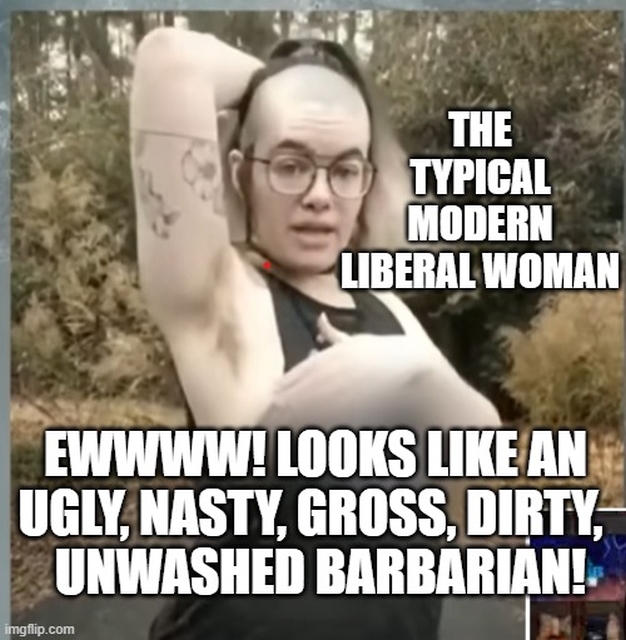 THE
TYPICAL
MODERN
LIBERAL WOMAN
EWWWW! LOOKS LIKE AN
UGLY, NASTY, GROSS, DIRTY,
UNWASHED BARBARIAN!
imgflip.com